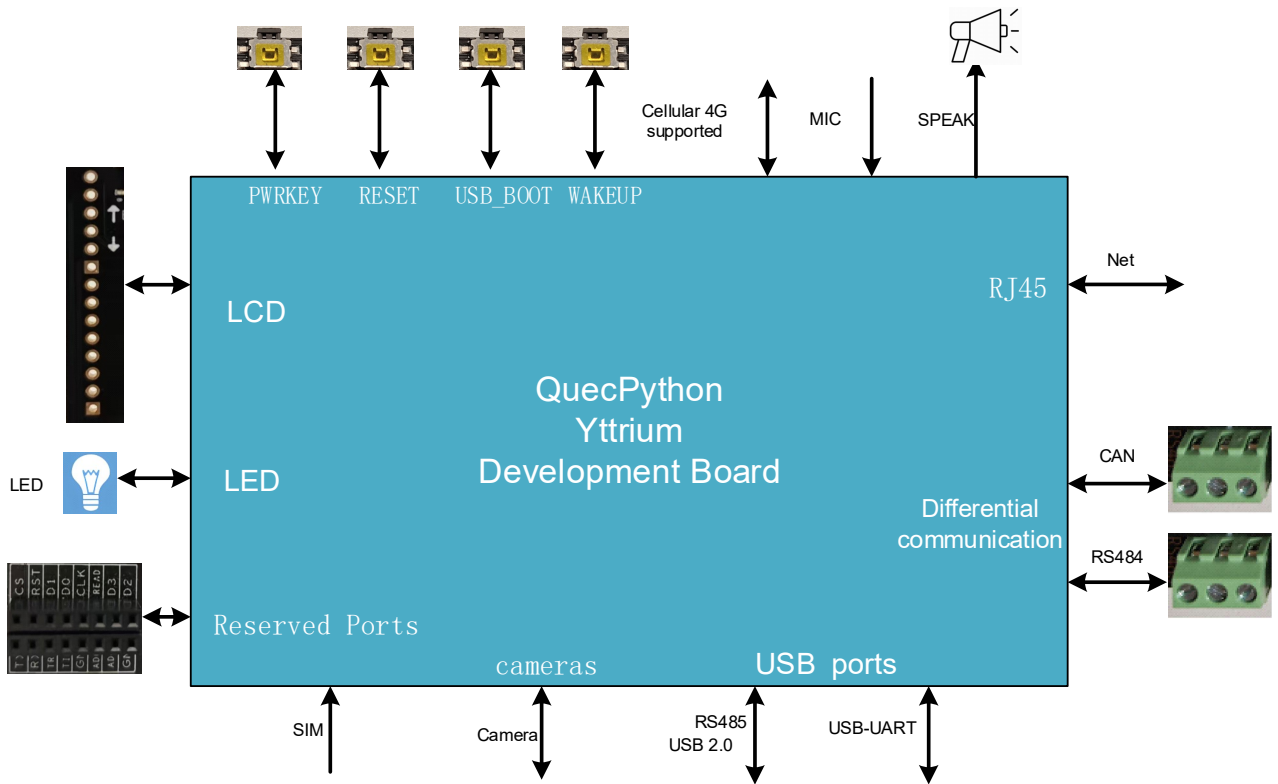 Cellular 4G
supported
MIC
SPEAK
PWRKEY RESET USB_BOOT WAKEUP
Net
RJ45
LCD
QuecPython
Yttrium
Development Board
CAN
LED
LED
Differential
communication
RS484
CS RST D1 D0 CLK READ D3 D2
Reserved Ports
cameras
USB ports
SIM
Camera
RS485
USB 2.0
USB-UART